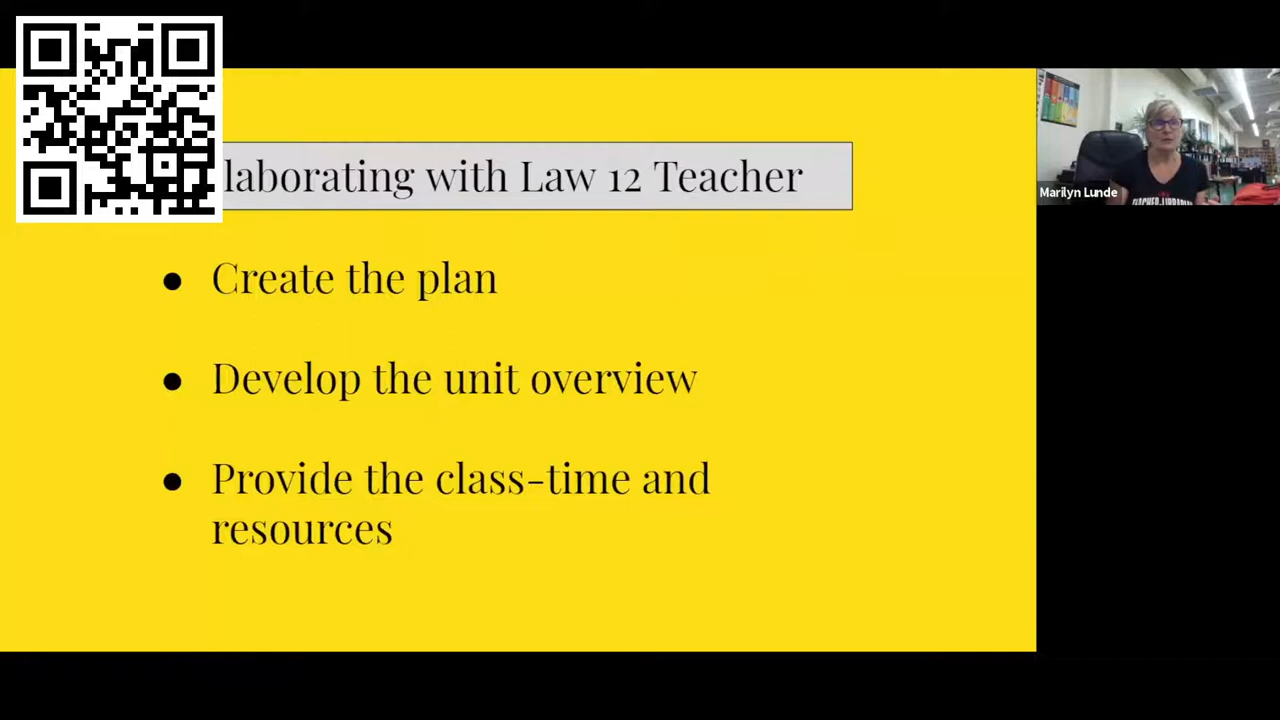 laborating with Law 12 Teacher
Marilyn Lunde
● Create the plan
● Develop the unit overview
● Provide the class-time and
resources